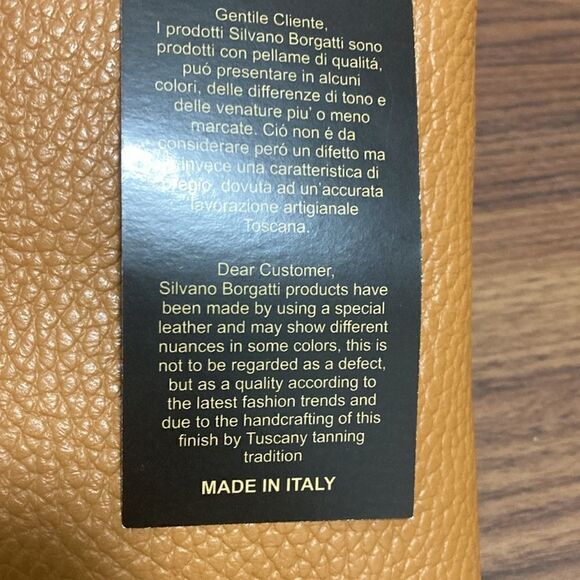 Gentile Cliente,
I prodotti Silvano Borgatti sono
prodotti con pellame di qualitá,
puó presentare in alcuni
colori, delle differenze di tono e
delle venature piu' o meno
marcate. Ció non é da
considerare peró un difetto ma
invece una caratteristica di
pregio, dovuta ad un'accurata
lavorazione artigianale
Toscana.
Dear Customer,
Silvano Borgatti products have
been made by using a special
leather and may show different
nuances in some colors, this is
not to be regarded as a defect,
but as a quality according to
the latest fashion trends and
due to the handcrafting of this
finish by Tuscany tanning
tradition
MADE IN ITALY